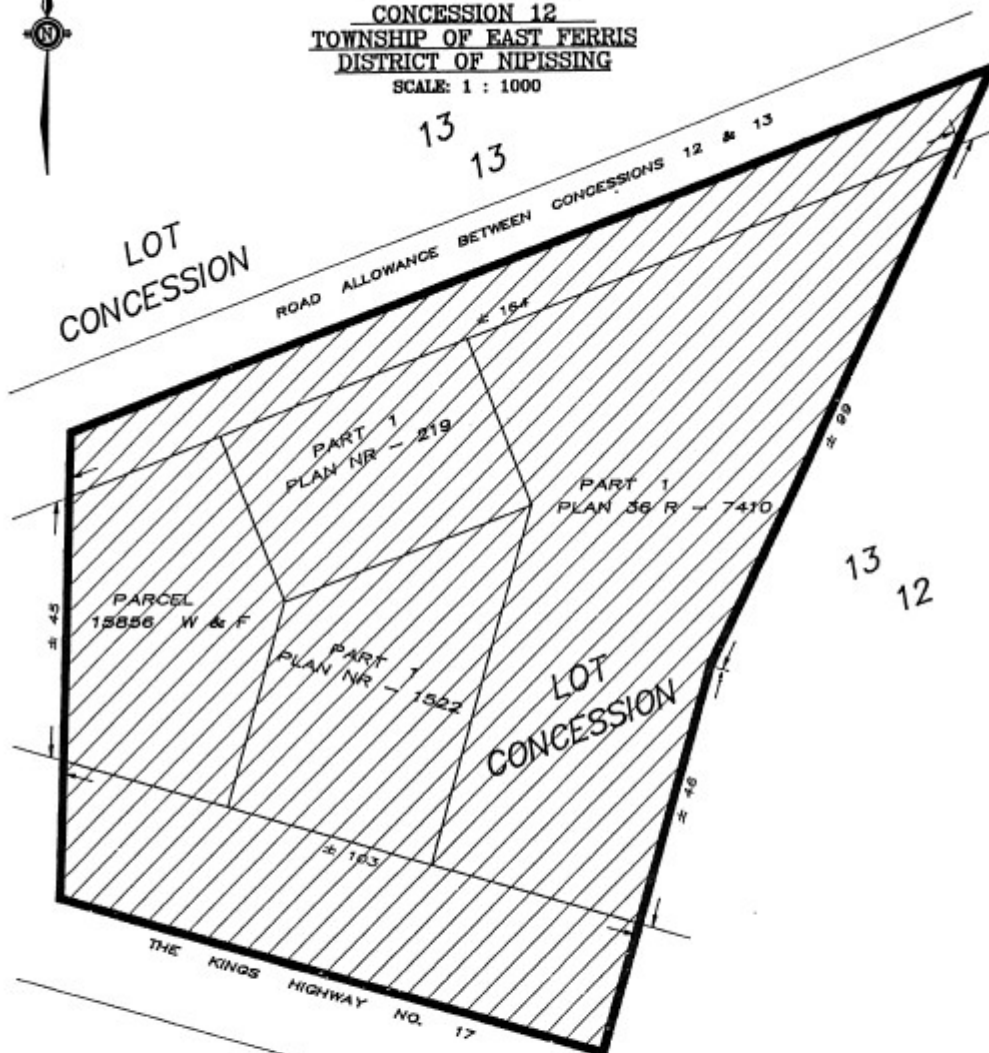 N
CONCESSION 12
TOWNSHIP OF EAST FERRIS
DISTRICT OF NIPISSING
SCALE: 1 : 1000
13
13
LOT
CONCESSION
ROAD ALLOWANCE BETWEEN CONCESSIONS 12 & 13
± 164
PART 1
PLAN NR - 219
PART 1
PLAN 36 R - 7410
± 99
13
12
± 45
PARCEL
15856 W & F
PART 1
PLAN NR - 1522
LOT
CONCESSION
± 46
± 103
THE KINGS HIGHWAY NO. 17